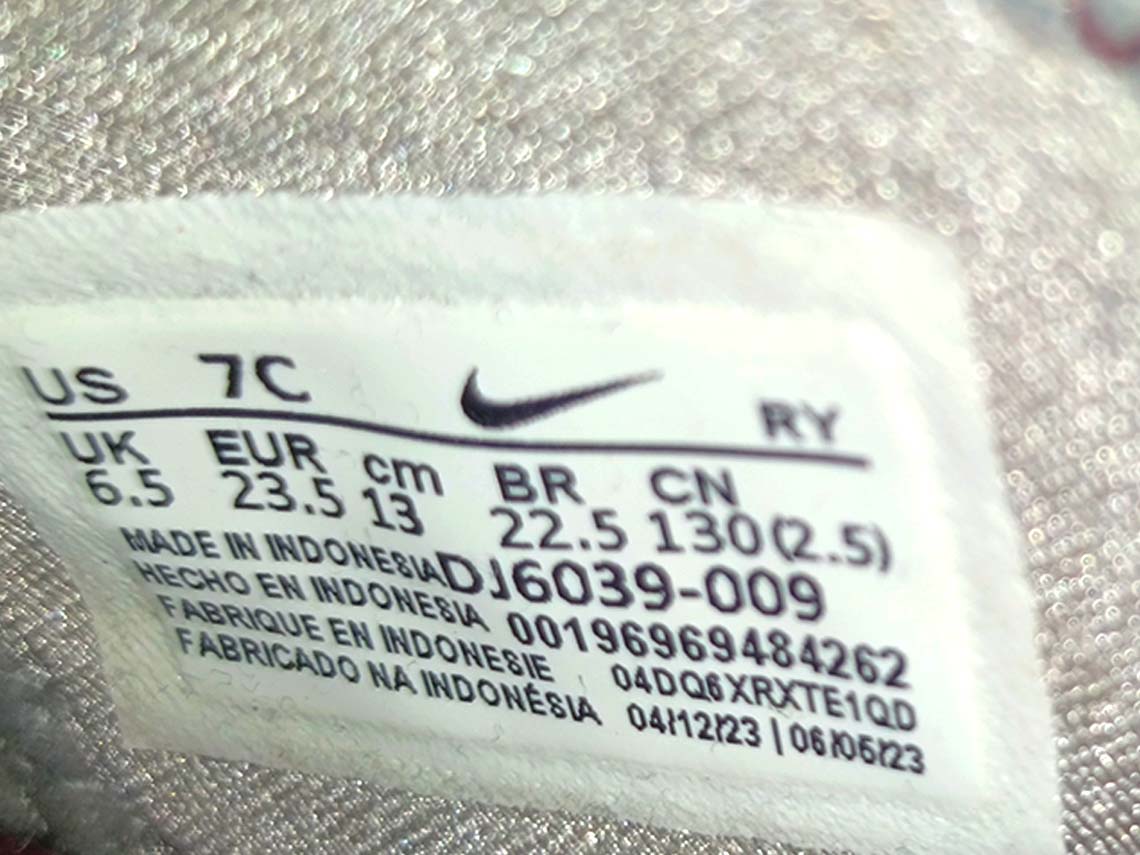 US 7C RY
UK EUR cm BR CN
6.5 23.5 13 22.5 130(2.5)
MADE IN INDONESIA DJ6039-009
HECHO EN INDONESIA 00196969484262
FABRIQUE EN INDONESIE 04DQ6XRXTE1QD
FABRICADO NA INDONÉSIA 04/12/23 | 06/05/23